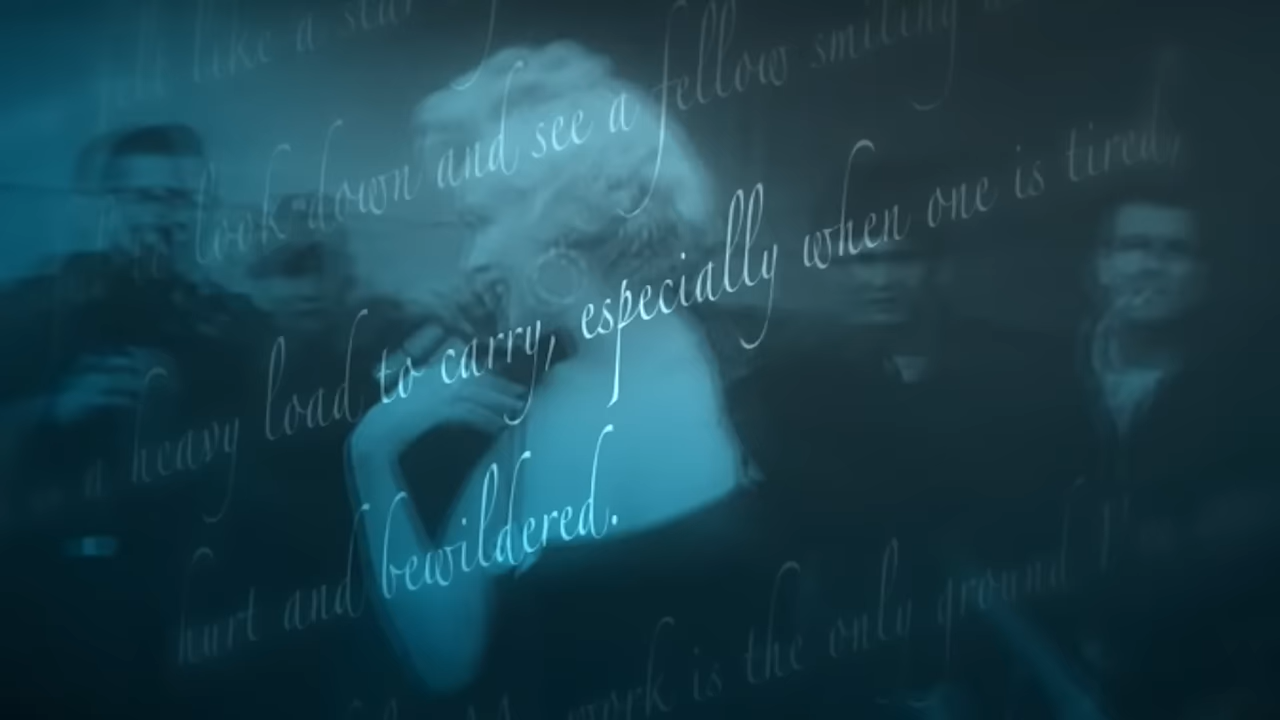 like a star
look down and see a fellow smiling
a heavy load to carry, especially when one is tired,
hurt and bewildered.
work is the only ground I'